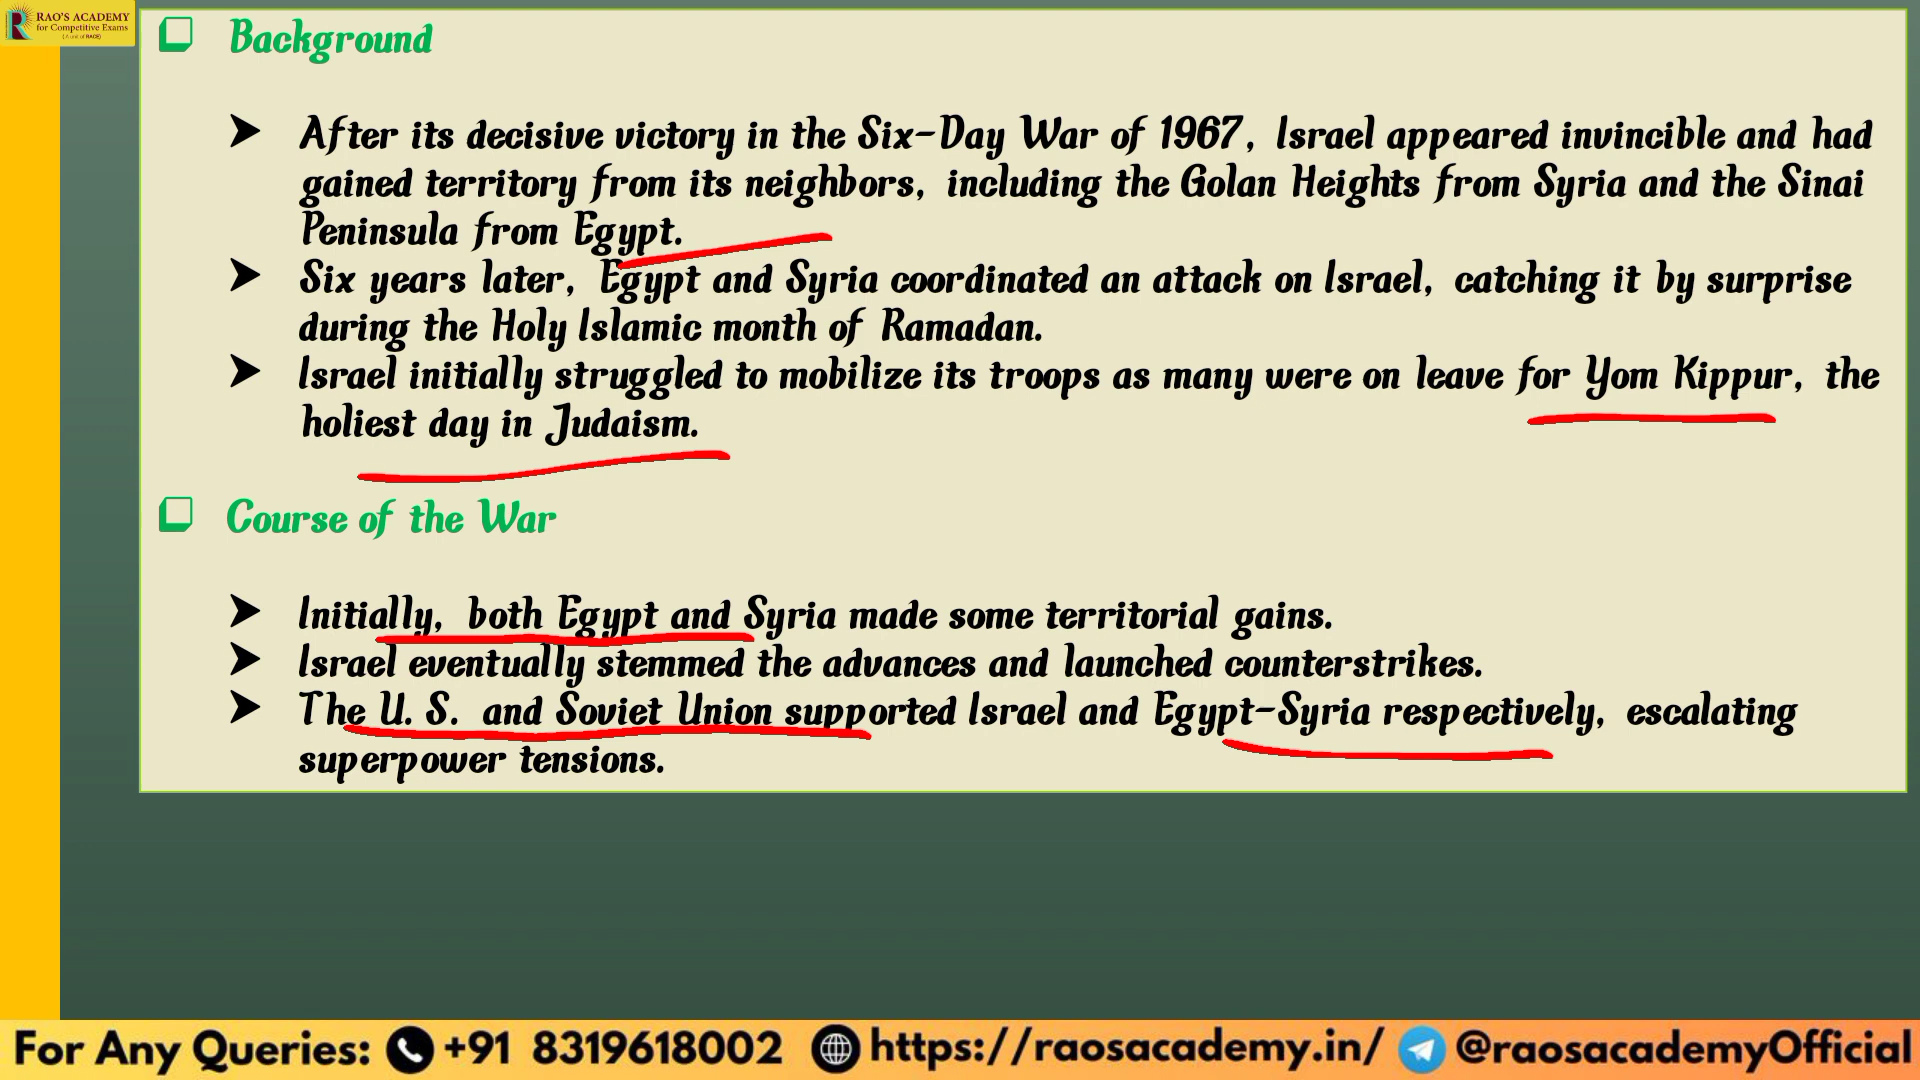 RAO'S ACADEMY
for Competitive Exams
(A unit of RACE)
Background
After its decisive victory in the Six-Day War of 1967, Israel appeared invincible and had
gained territory from its neighbors, including the Golan Heights from Syria and the Sinai
Peninsula from Egypt.
Six years later, Egypt and Syria coordinated an attack on Israel, catching it by surprise
during the Holy Islamic month of Ramadan.
Israel initially struggled to mobilize its troops as many were on leave for Yom Kippur, the
holiest day in Judaism.
Course of the War
Initially, both Egypt and Syria made some territorial gains.
Israel eventually stemmed the advances and launched counterstrikes.
The U. S. and Soviet Union supported Israel and Egypt-Syria respectively, escalating
superpower tensions.
For Any Queries: +91 8319618002 https://raosacademy.in/ @raosacademyOfficial